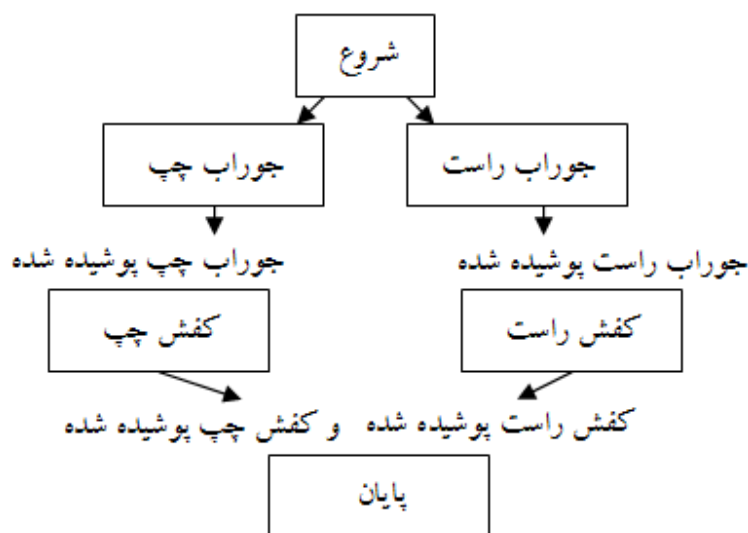 شروع
جوراب راست
جوراب چپ
جوراب راست پوشیده شده
جوراب چپ پوشیده شده
کفش راست
کفش چپ
کفش راست پوشیده شده و کفش چپ پوشیده شده
پایان